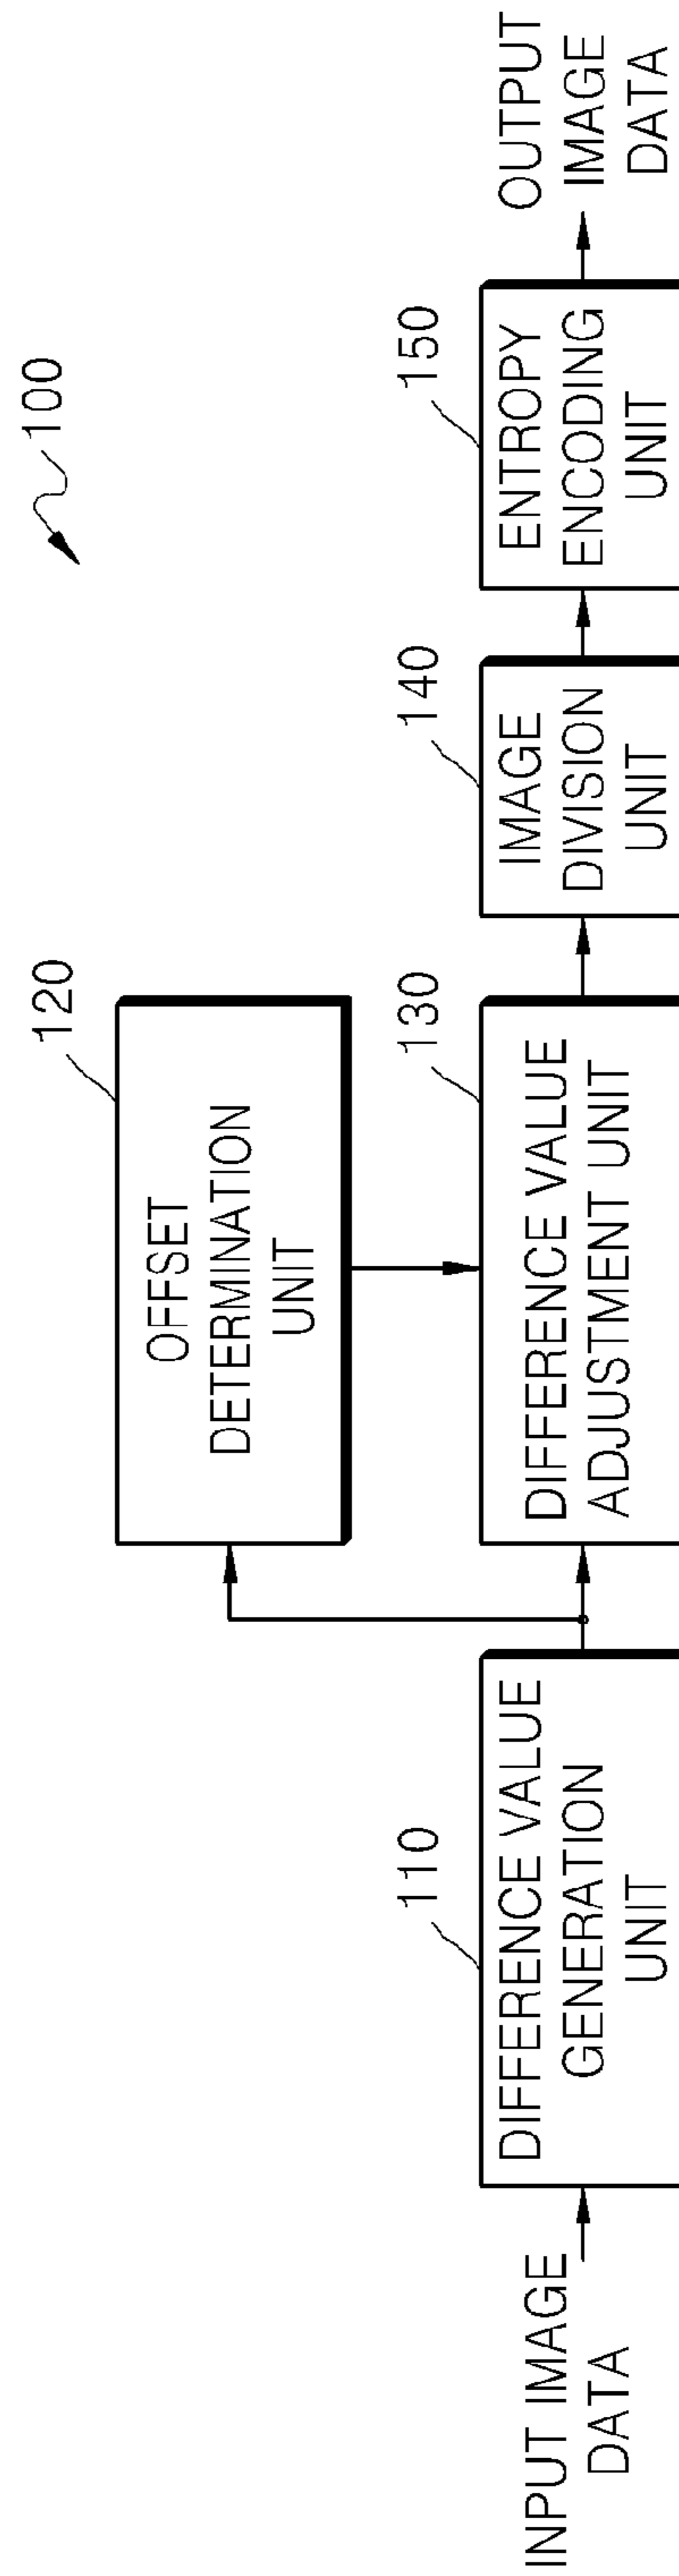 100
INPUT IMAGE
DATA
110
DIFFERENCE VALUE
GENERATION
UNIT
120
OFFSET
DETERMINATION
UNIT
130
DIFFERENCE VALUE
ADJUSTMENT UNIT
140
IMAGE
DIVISION
UNIT
150
ENTROPY
ENCODING
UNIT
OUTPUT
IMAGE
DATA